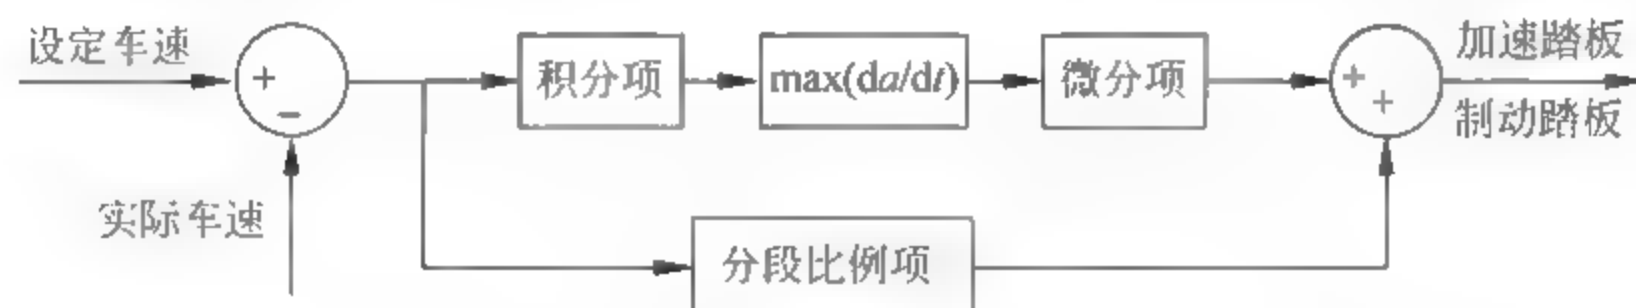 设定车速
+
−
实际车速
积分项
max(da/dt)
微分项
分段比例项
+
+
加速踏板
制动踏板